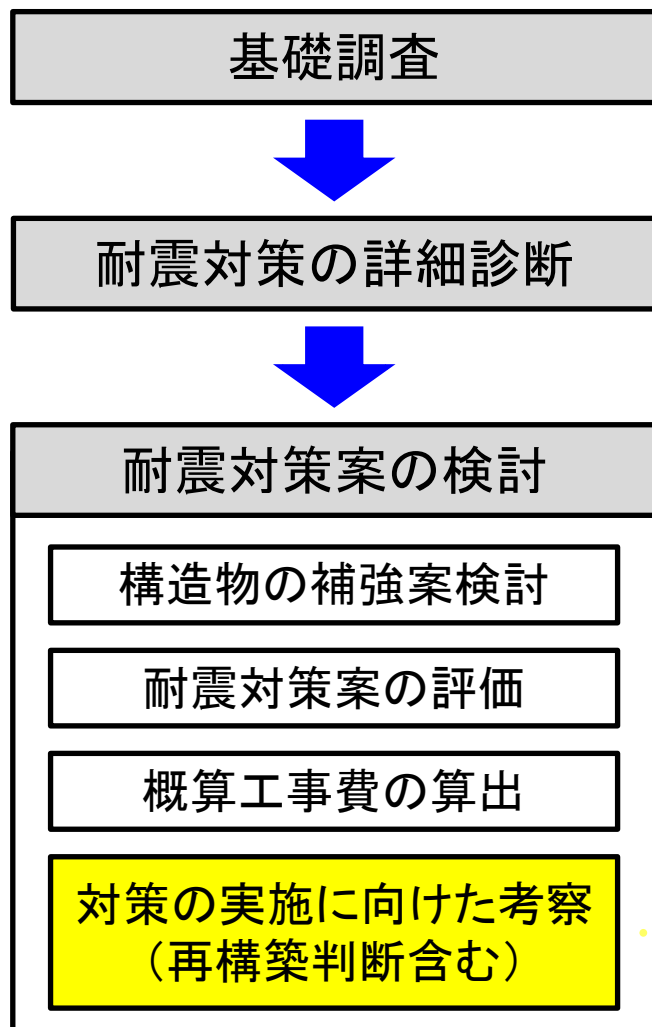 基礎調査
耐震対策の詳細診断
耐震対策案の検討
構造物の補強案検討
耐震対策案の評価
概算工事費の算出
対策の実施に向けた考察
（再構築判断含む）